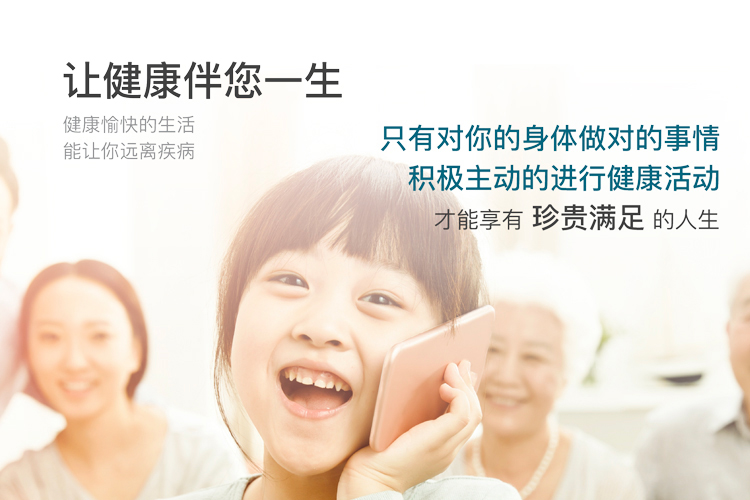 让健康伴您一生
健康愉快的生活
能让你远离疾病
只有对你的身体做对的事情
积极主动的进行健康活动
才能享有 珍贵满足 的人生